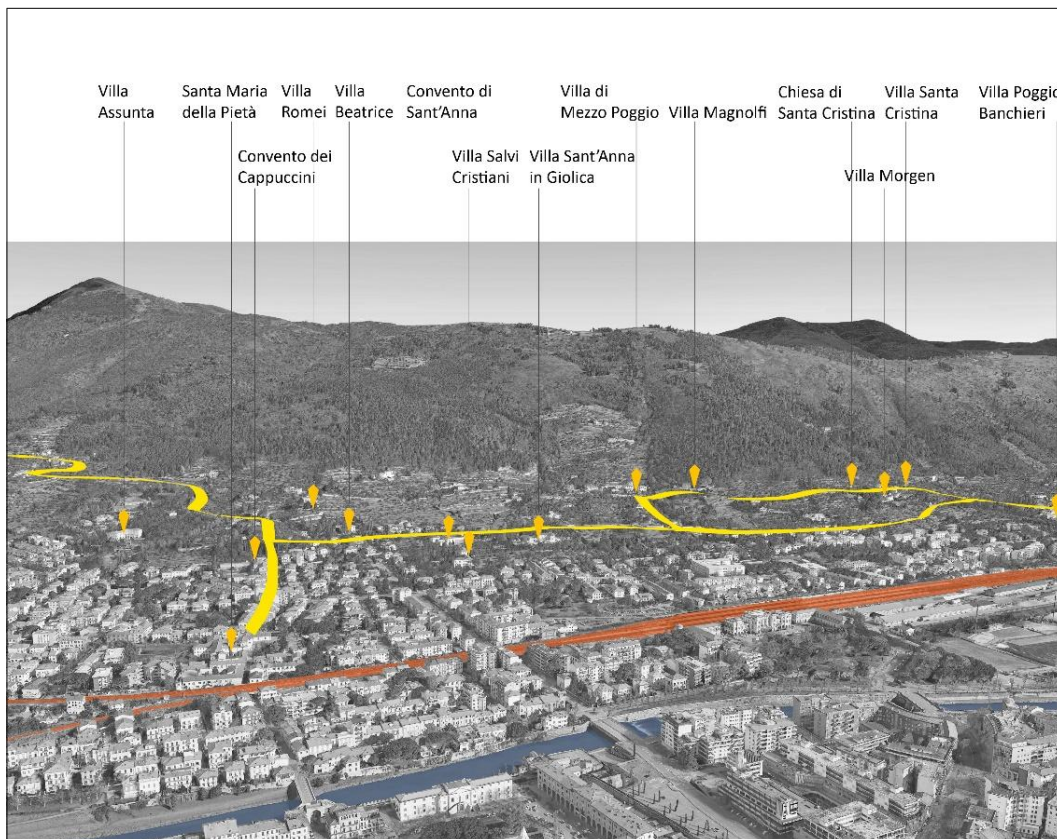 Villa
Assunta
Santa Maria
della Pietà
Villa
Romei
Villa
Beatrice
Convento di
Sant'Anna
Villa di
Mezzo Poggio
Villa Magnolfi
Chiesa di
Santa Cristina
Villa Santa
Cristina
Villa Poggio
Banchieri
Convento dei
Cappuccini
Villa Salvi
Cristiani
Villa Sant'Anna
in Giolica
Villa Morgen